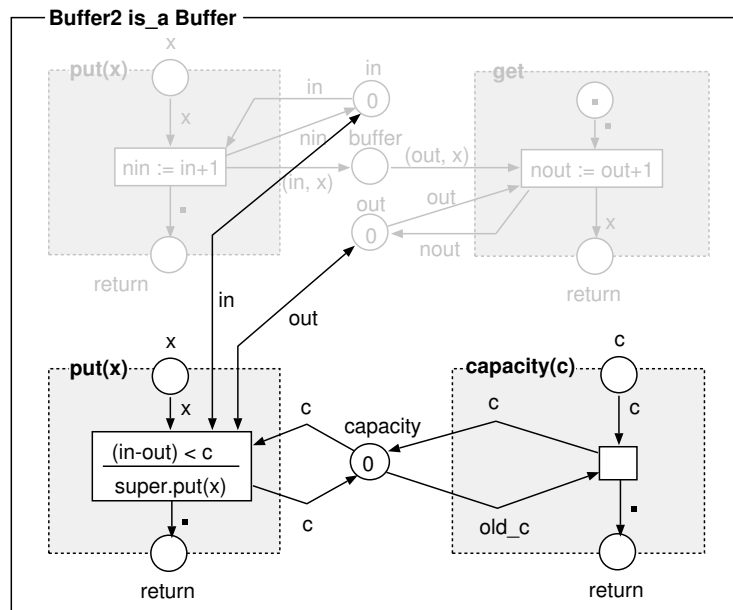 Buffer2 is_a Buffer
x
put(x)
in
get
in
0
x
nin
buffer
nin := in+1
(out, x)
nout := out+1
(in, x)
out
out
0
x
nout
return
return
in
out
x
c
put(x)
capacity(c)
x
c
capacity
c
c
(in-out) < c
0
super.put(x)
c
old_c
return
return